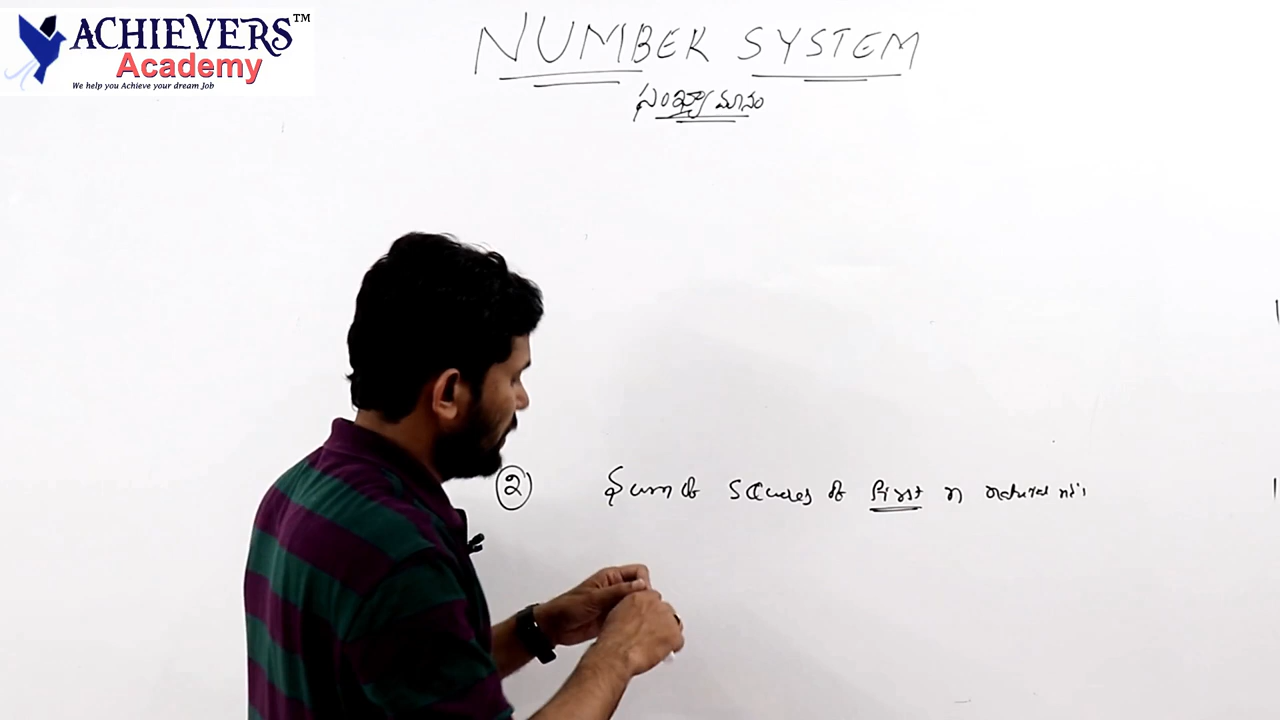 ACHIEVERS™
Academy
We help you Achieve your dream Job
NUMBER SYSTEM
సంఖ్యా మానం
② Sum of Squares of first n natural no's